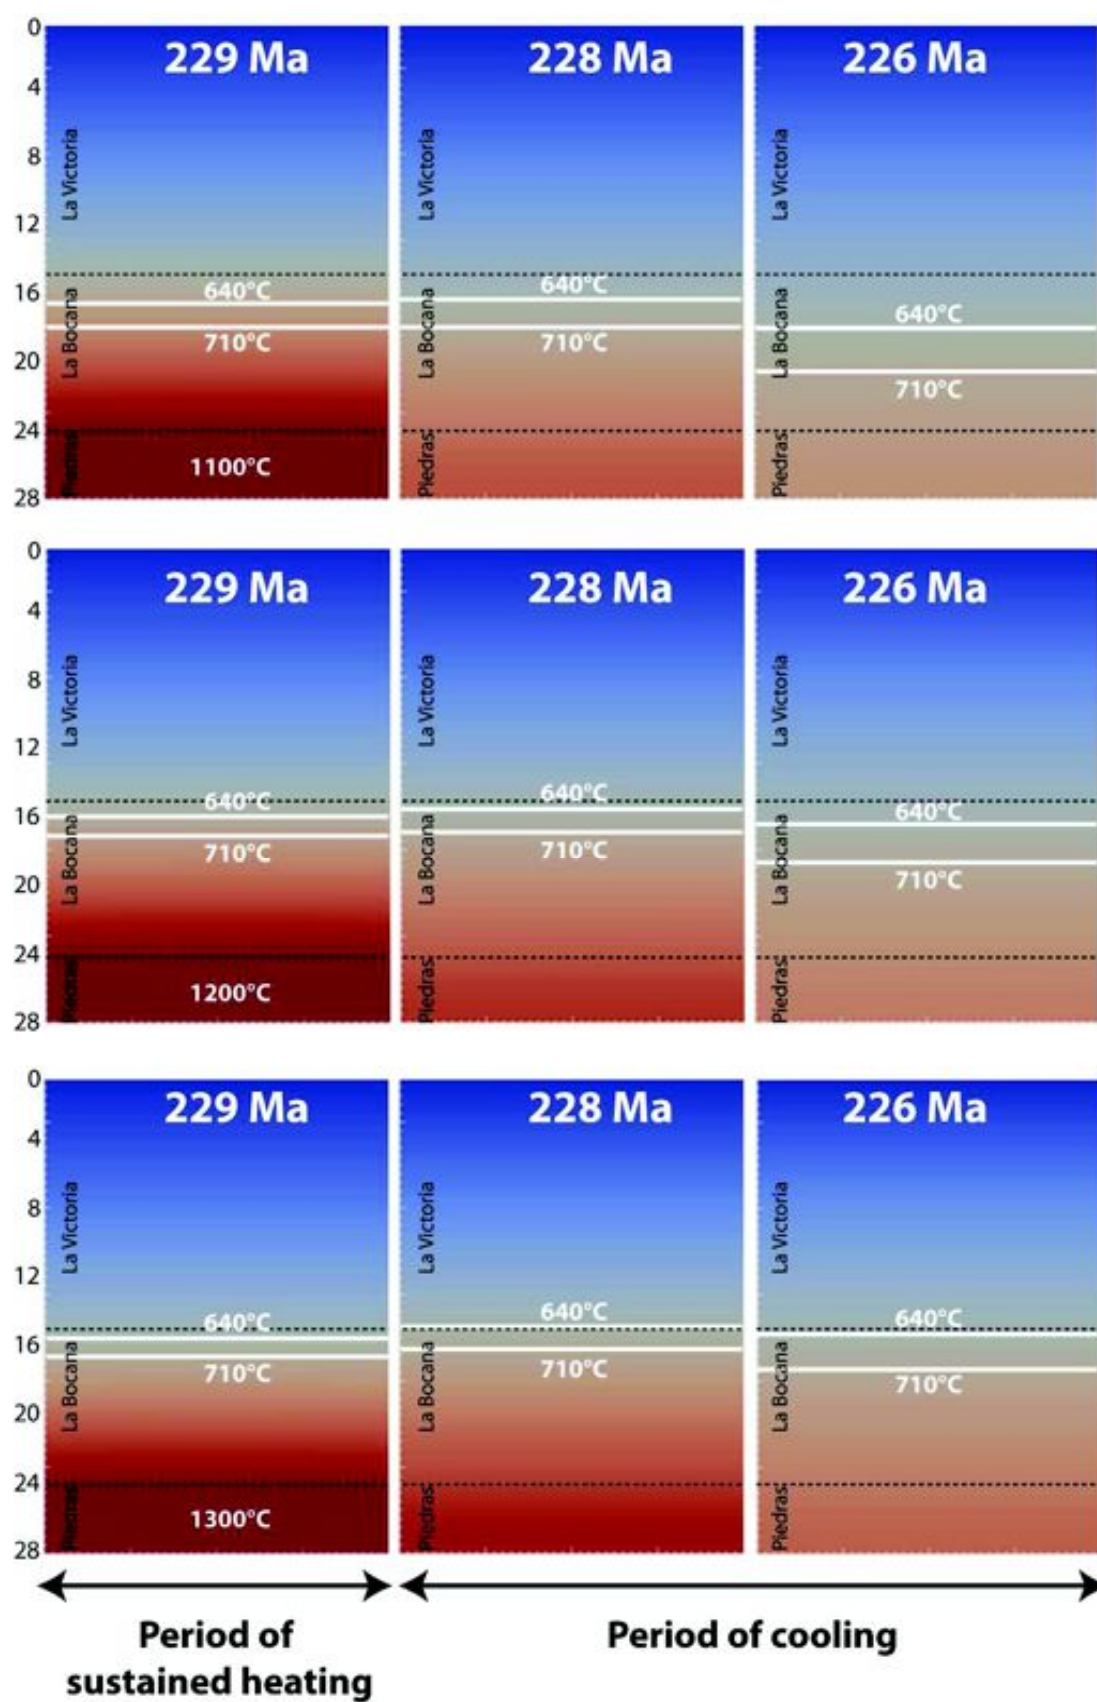 229 Ma
228 Ma
226 Ma
0
4
8
12
16
20
24
28
La Victoria
La Bocana
Piedras
640°C
710°C
1100°C
La Victoria
La Bocana
Piedras
640°C
710°C
La Victoria
La Bocana
Piedras
640°C
710°C
229 Ma
228 Ma
226 Ma
0
4
8
12
16
20
24
28
La Victoria
La Bocana
Piedras
640°C
710°C
1200°C
La Victoria
La Bocana
Piedras
640°C
710°C
La Victoria
La Bocana
Piedras
640°C
710°C
229 Ma
228 Ma
226 Ma
0
4
8
12
16
20
24
28
La Victoria
La Bocana
Piedras
640°C
710°C
1300°C
La Victoria
La Bocana
Piedras
640°C
710°C
La Victoria
La Bocana
Piedras
640°C
710°C
Period of
sustained heating
Period of cooling